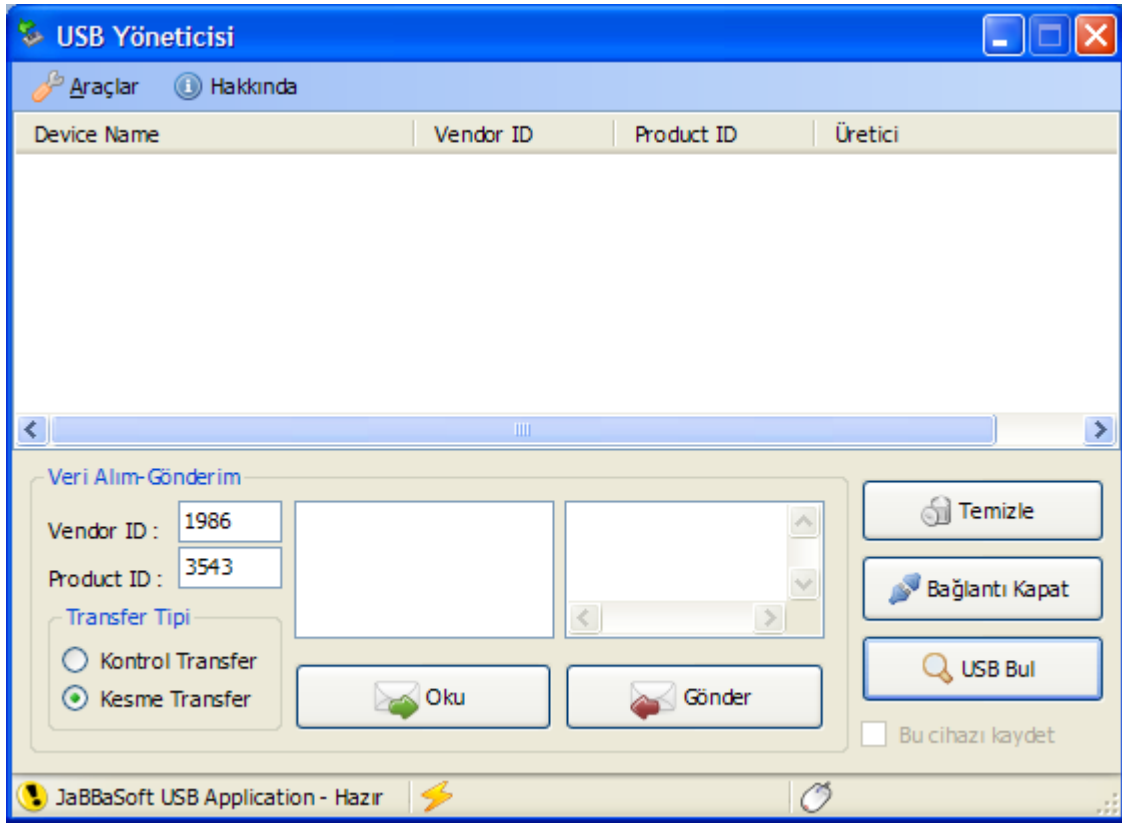 USB Yöneticisi
Araçlar Hakkında
Device Name Vendor ID Product ID Üretici
Veri Alım-Gönderim
Vendor ID : 1986
Product ID : 3543
Transfer Tipi
Kontrol Transfer
Kesme Transfer
Oku Gönder
Temizle
Bağlantı Kapat
USB Bul
Bu cihazı kaydet
JaBBaSoft USB Application - Hazır